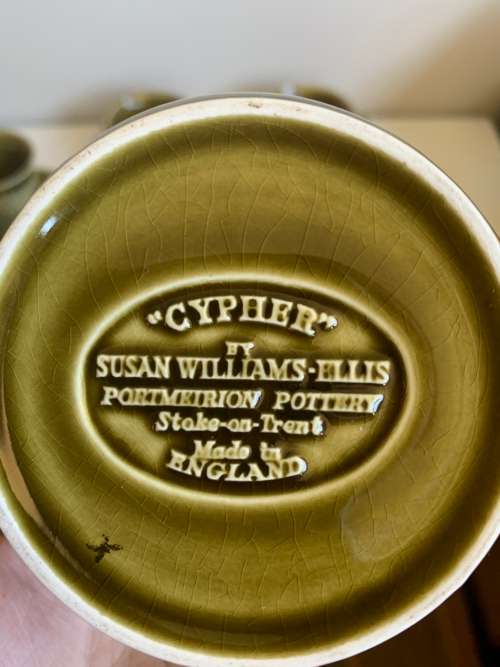 "CYPHER"
BY
SUSAN WILLIAMS-ELLIS
PORTMEIRION POTTERY
Stoke-on-Trent
Made in
ENGLAND